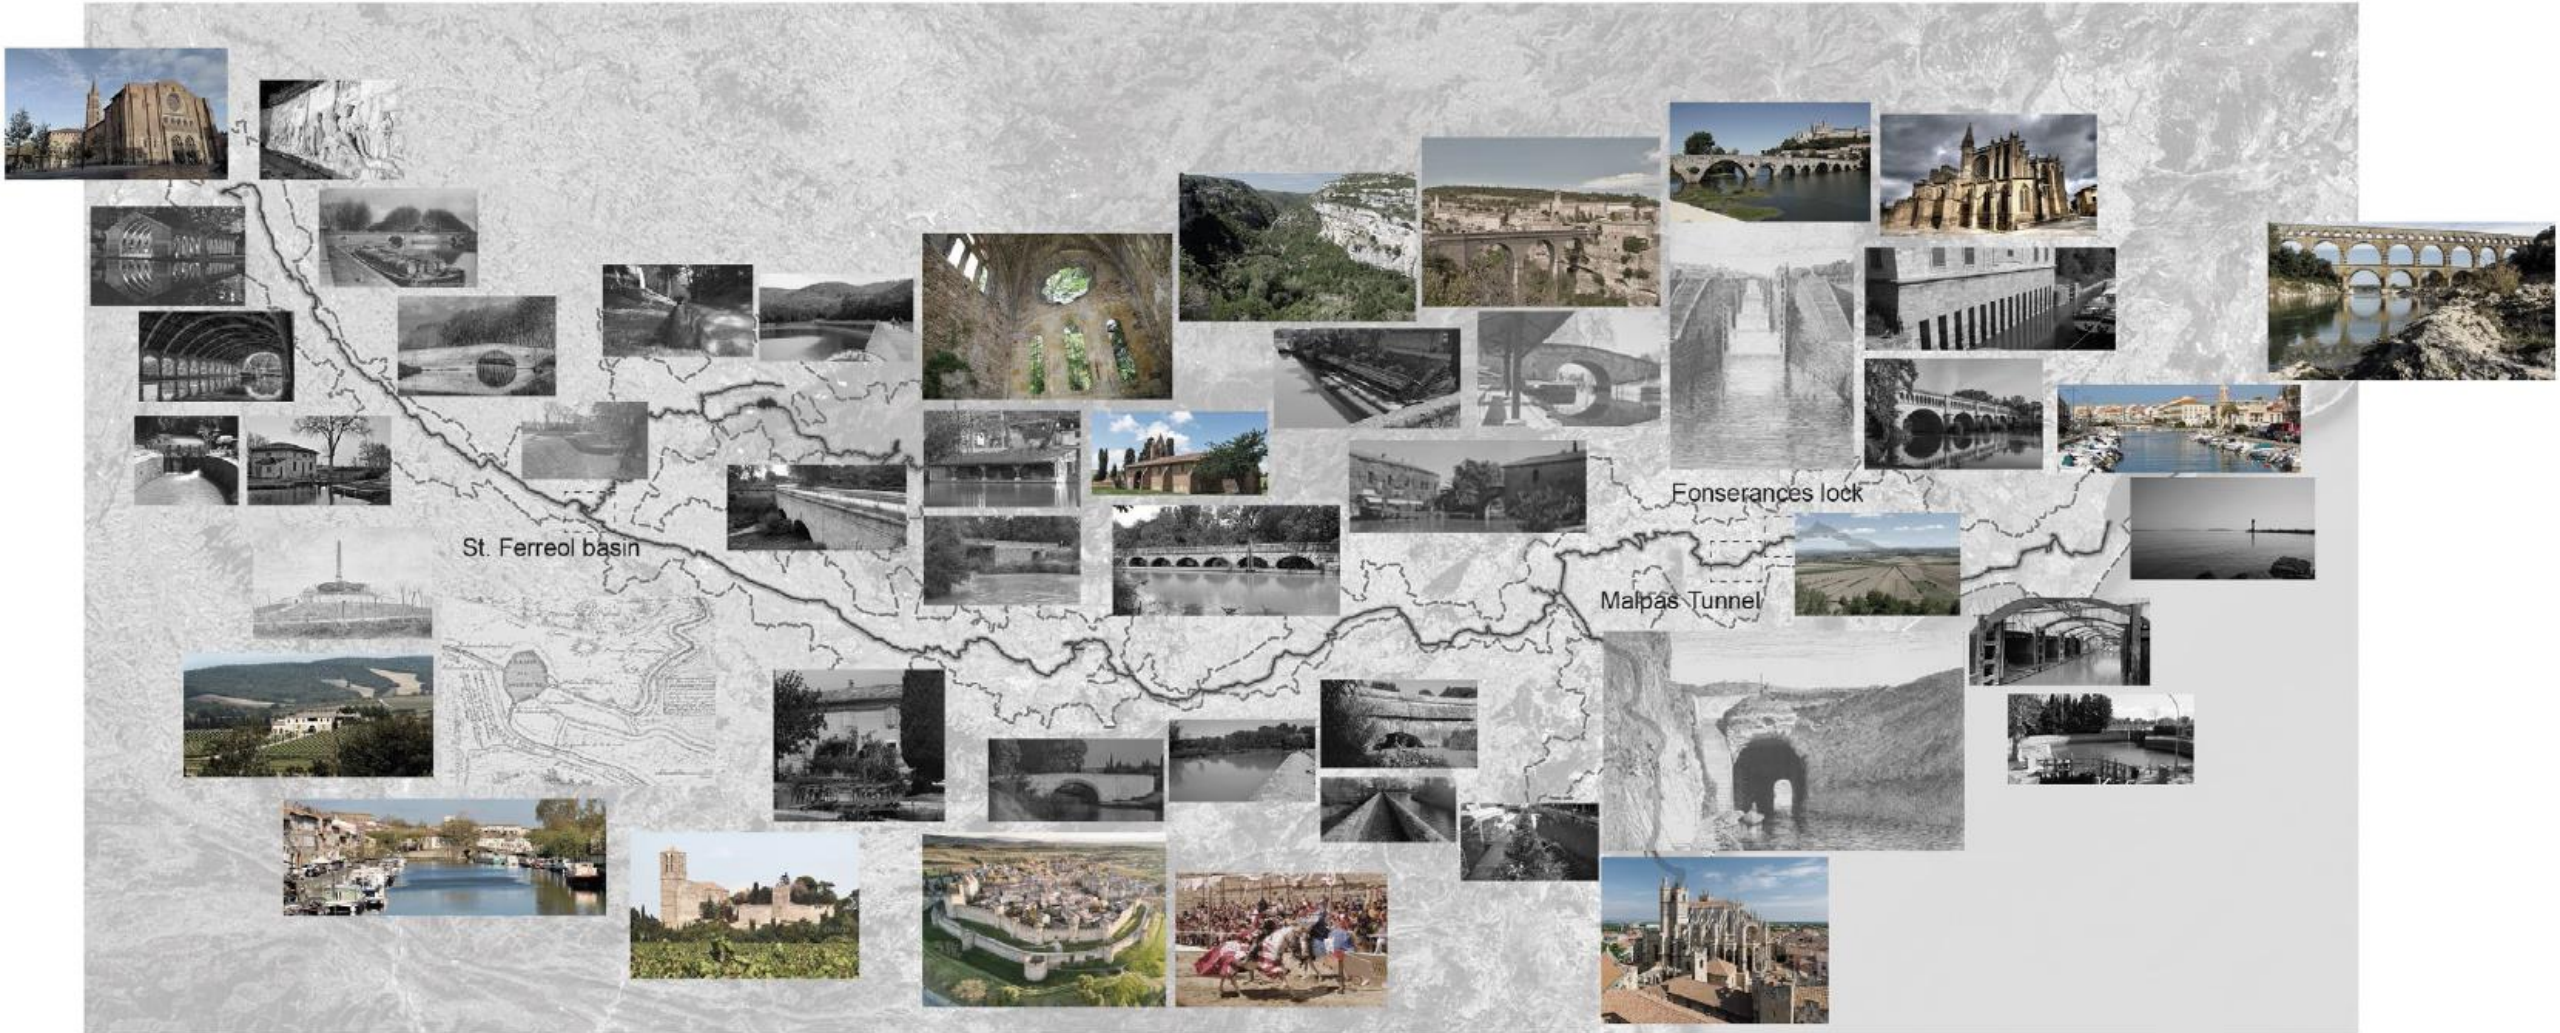 Fonserances lock
St. Ferreol basin
Malpas Tunnel